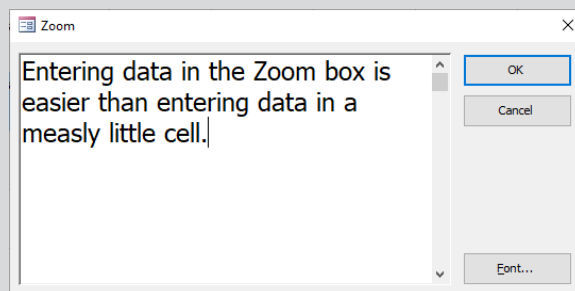 Zoom
Entering data in the Zoom box is
easier than entering data in a
measly little cell.
OK
Cancel
Font...